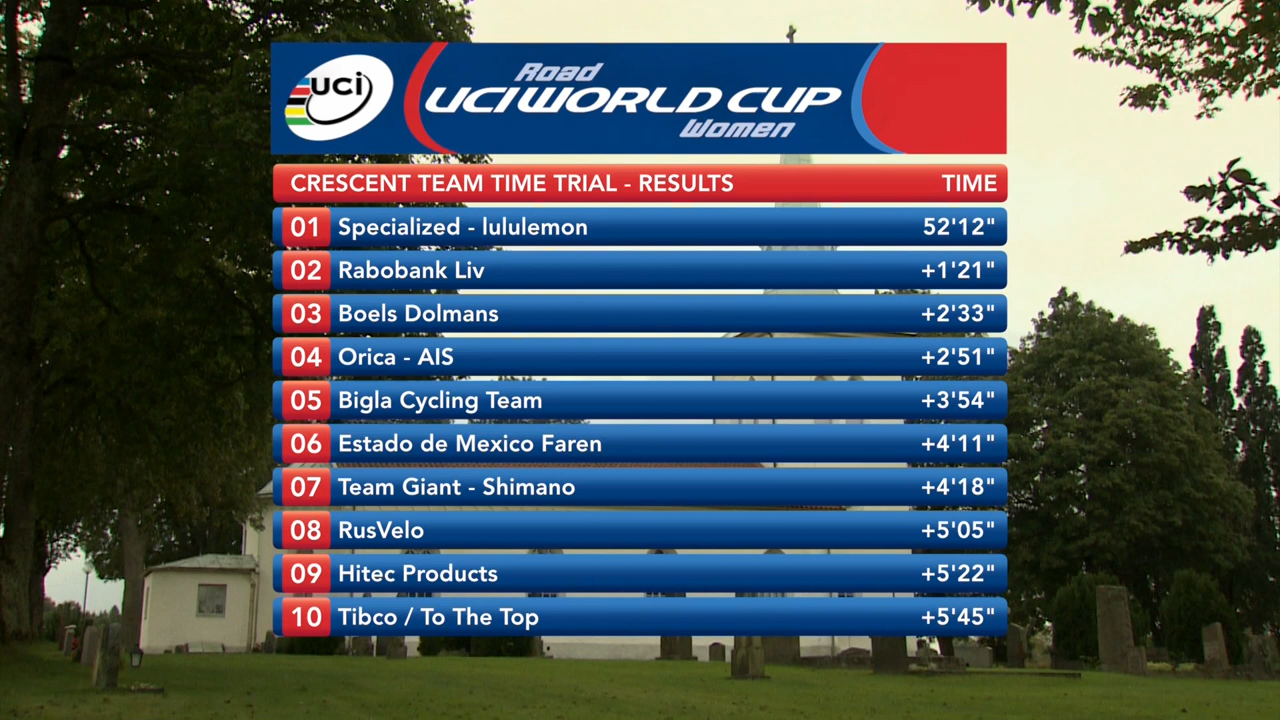 uci
Road
UCI WORLD CUP
Women
CRESCENT TEAM TIME TRIAL - RESULTS TIME
01 Specialized - lululemon 52'12"
02 Rabobank Liv +1'21"
03 Boels Dolmans +2'33"
04 Orica - AIS +2'51"
05 Bigla Cycling Team +3'54"
06 Estado de Mexico Faren +4'11"
07 Team Giant - Shimano +4'18"
08 RusVelo +5'05"
09 Hitec Products +5'22"
10 Tibco / To The Top +5'45"